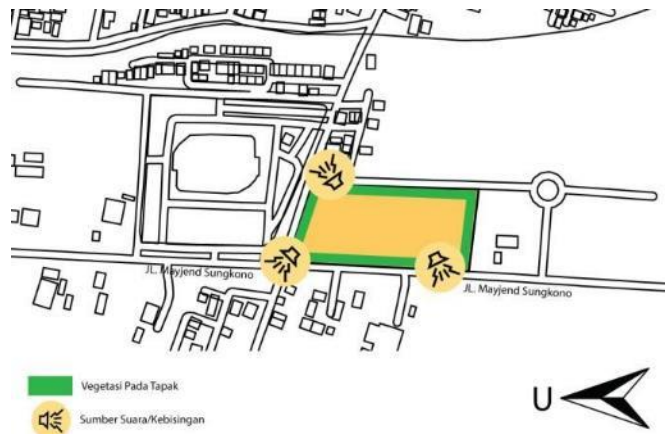 JL. Mayjend Sungkono
JL. Mayjend Sungkono
Vegetasi Pada Tapak
U
Sumber Suara/Kebisingan